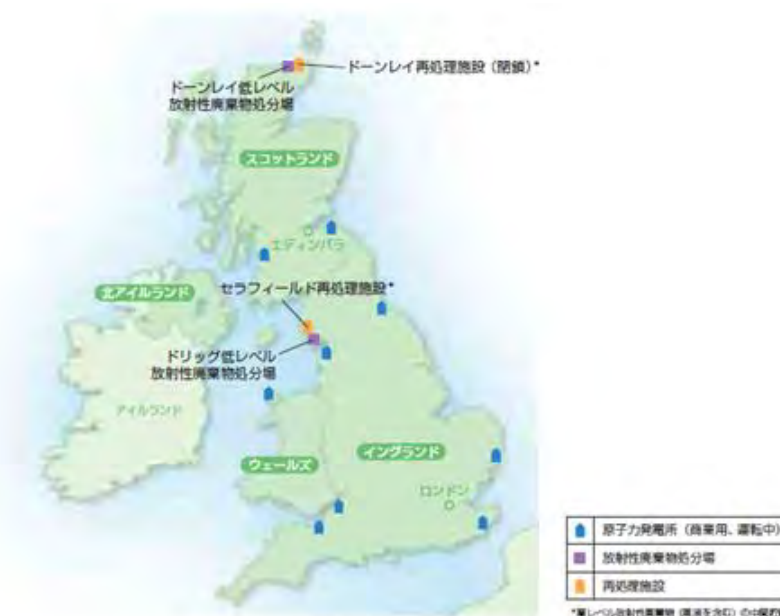 ドーンレイ再処理施設（閉鎖）*
ドーンレイ低レベル
放射性廃棄物処分場
スコットランド
エディンバラ
北アイルランド
セラフィールド再処理施設*
ドリッグ低レベル
放射性廃棄物処分場
アイルランド
イングランド
ウェールズ
ロンドン
原子力発電所（商業用、運転中）
放射性廃棄物処分場
再処理施設